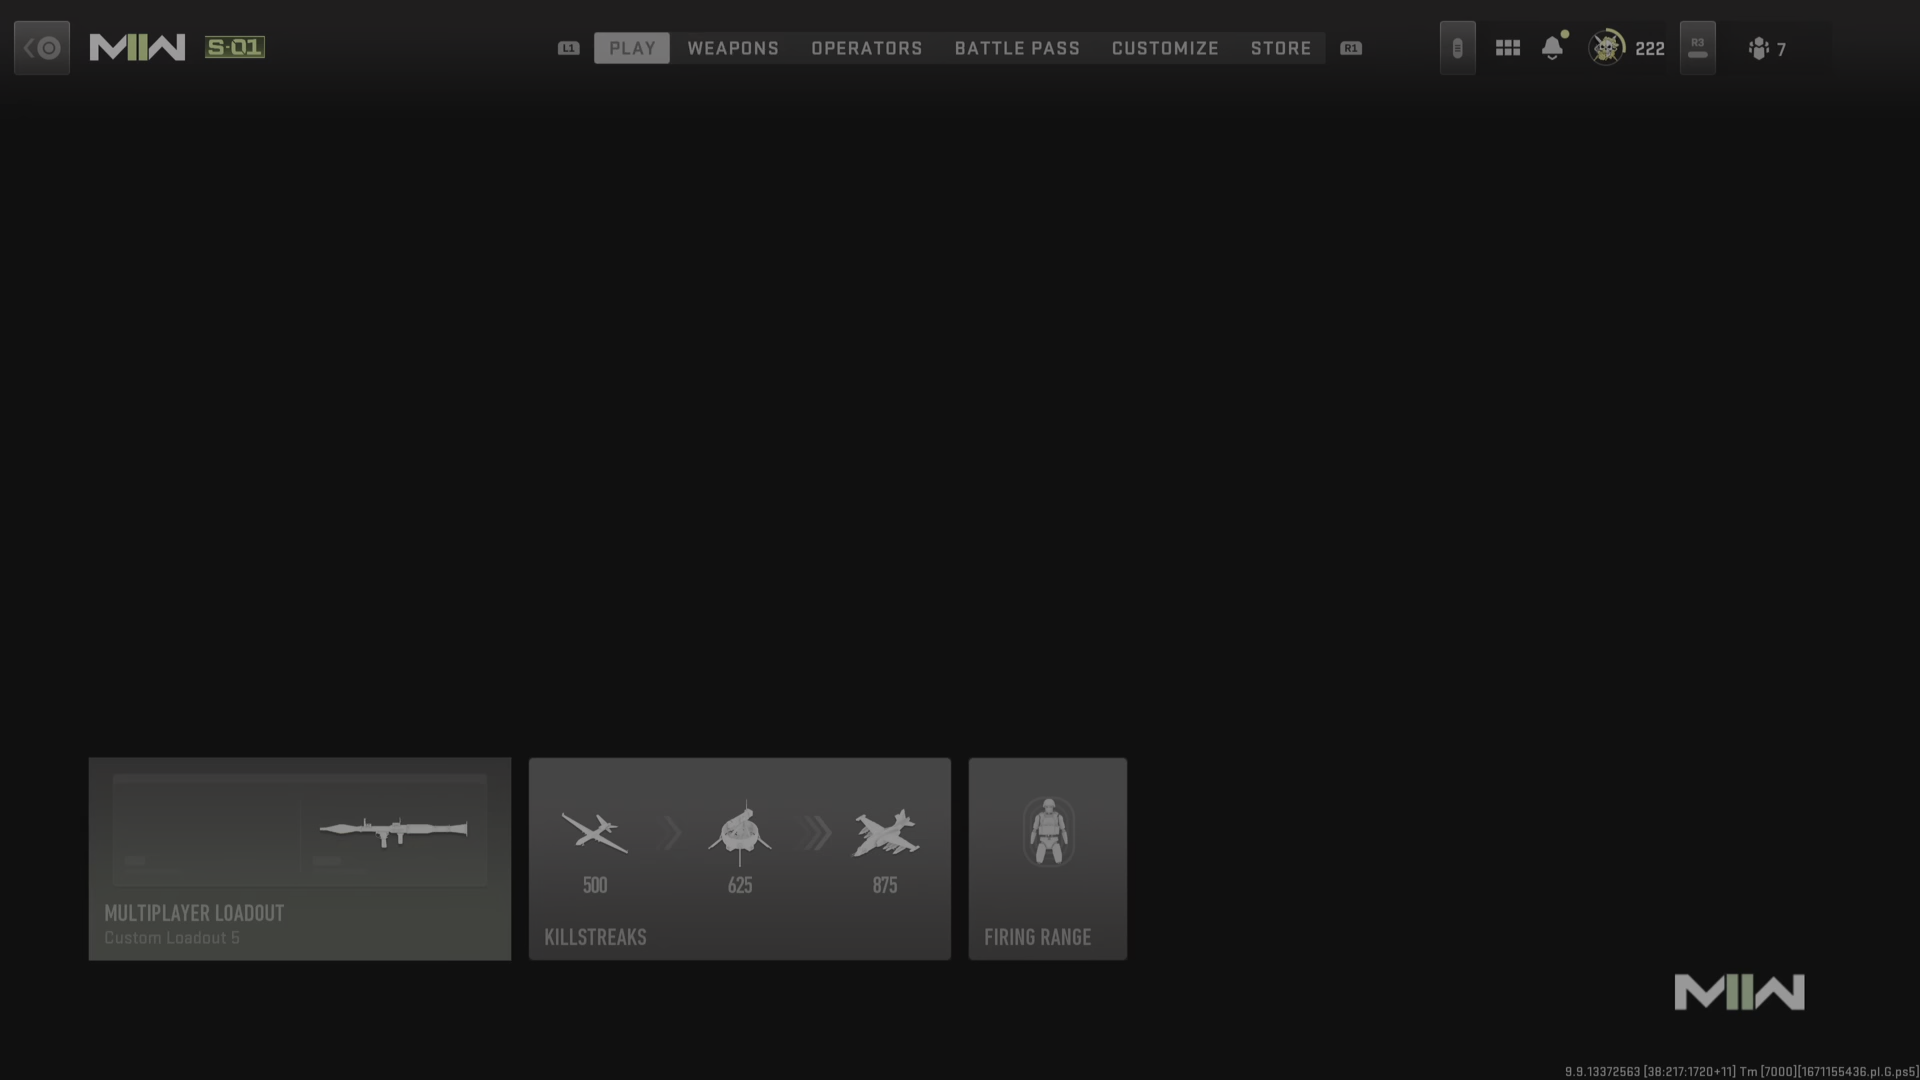 MIIW S-01
L1 PLAY WEAPONS OPERATORS BATTLE PASS CUSTOMIZE STORE R1
222 R3 7
500 625 875
MULTIPLAYER LOADOUT
Custom Loadout 5
KILLSTREAKS
FIRING RANGE
MIIW
9.9.13372563 [38:217:1720+11] Tm [7000][1671155436.pl.G.ps5]